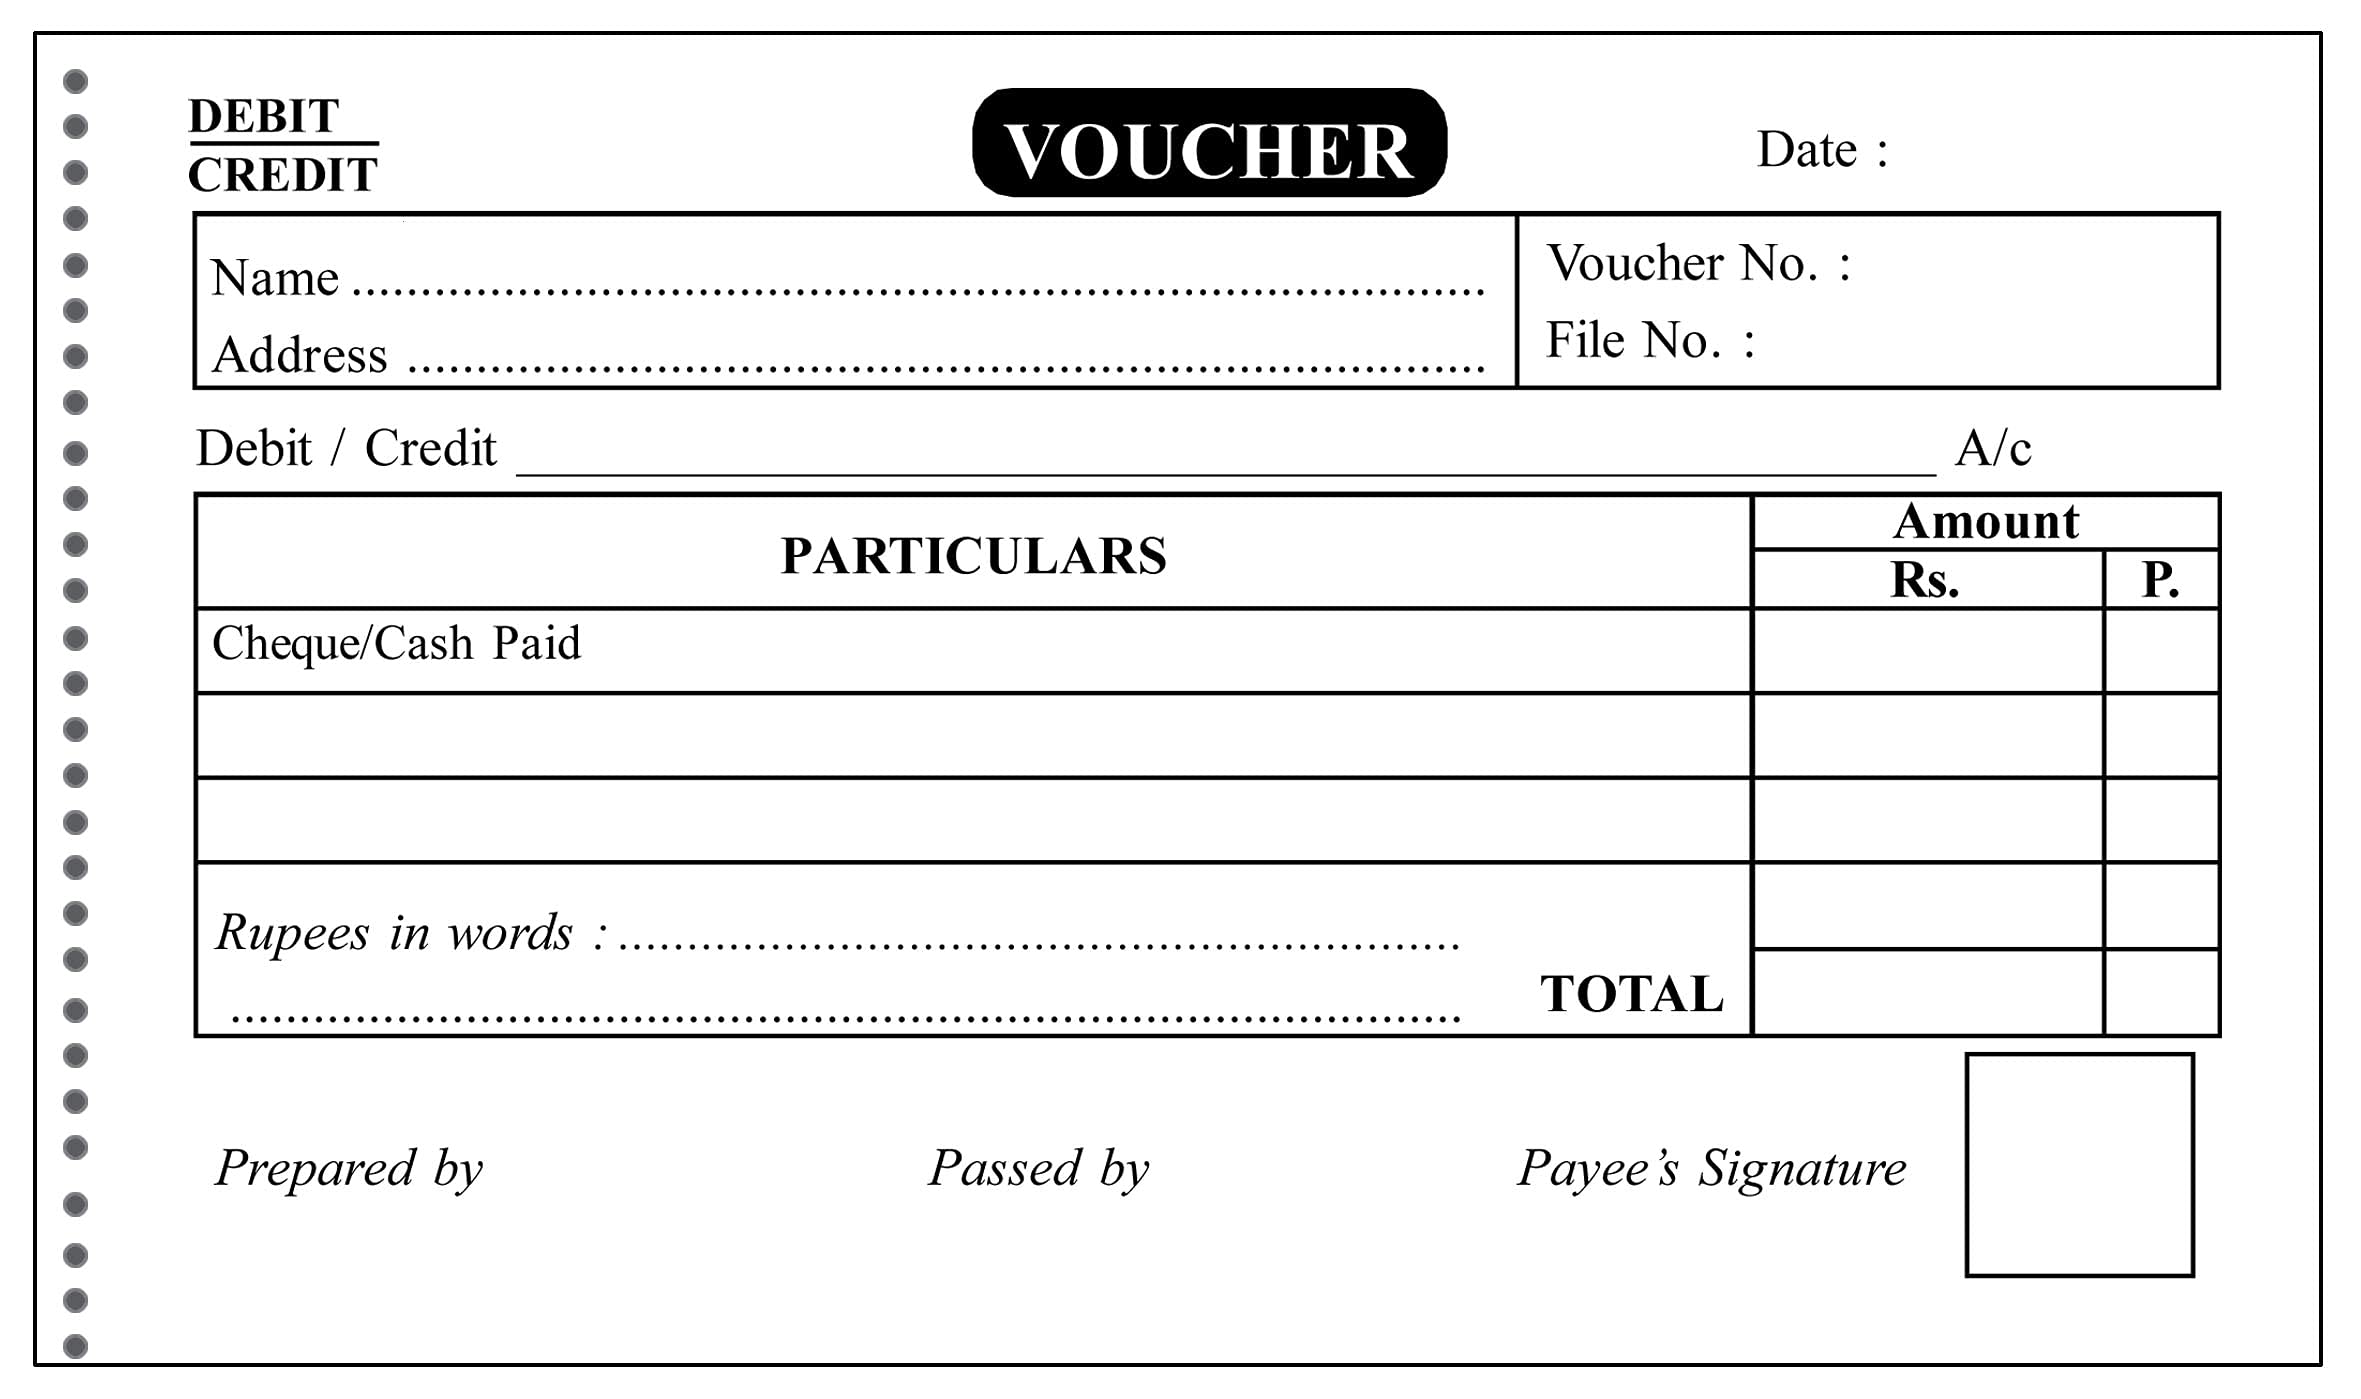 DEBIT
CREDIT
VOUCHER
Date :
Name ................................................................................
Address ............................................................................
Voucher No. :
File No. :
Debit / Credit ______________________________ A/c
PARTICULARS
Amount
Rs. P.
Cheque/Cash Paid
Rupees in words : .............................................................
.........................................................................................
TOTAL
Prepared by
Passed by
Payee’s Signature